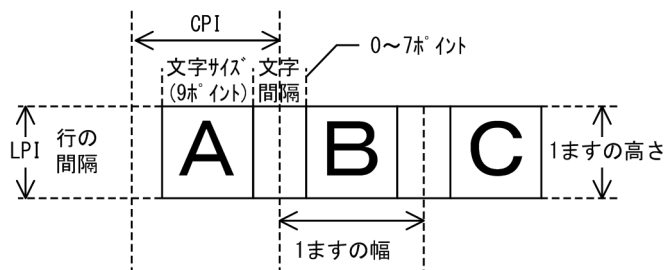 CPI
0～7ﾎﾟｲﾝﾄ
文字ｻｲｽﾞ
(9ﾎﾟｲﾝﾄ)
文字
間隔
LPI
行の
間隔
A
B
C
1ますの高さ
1ますの幅